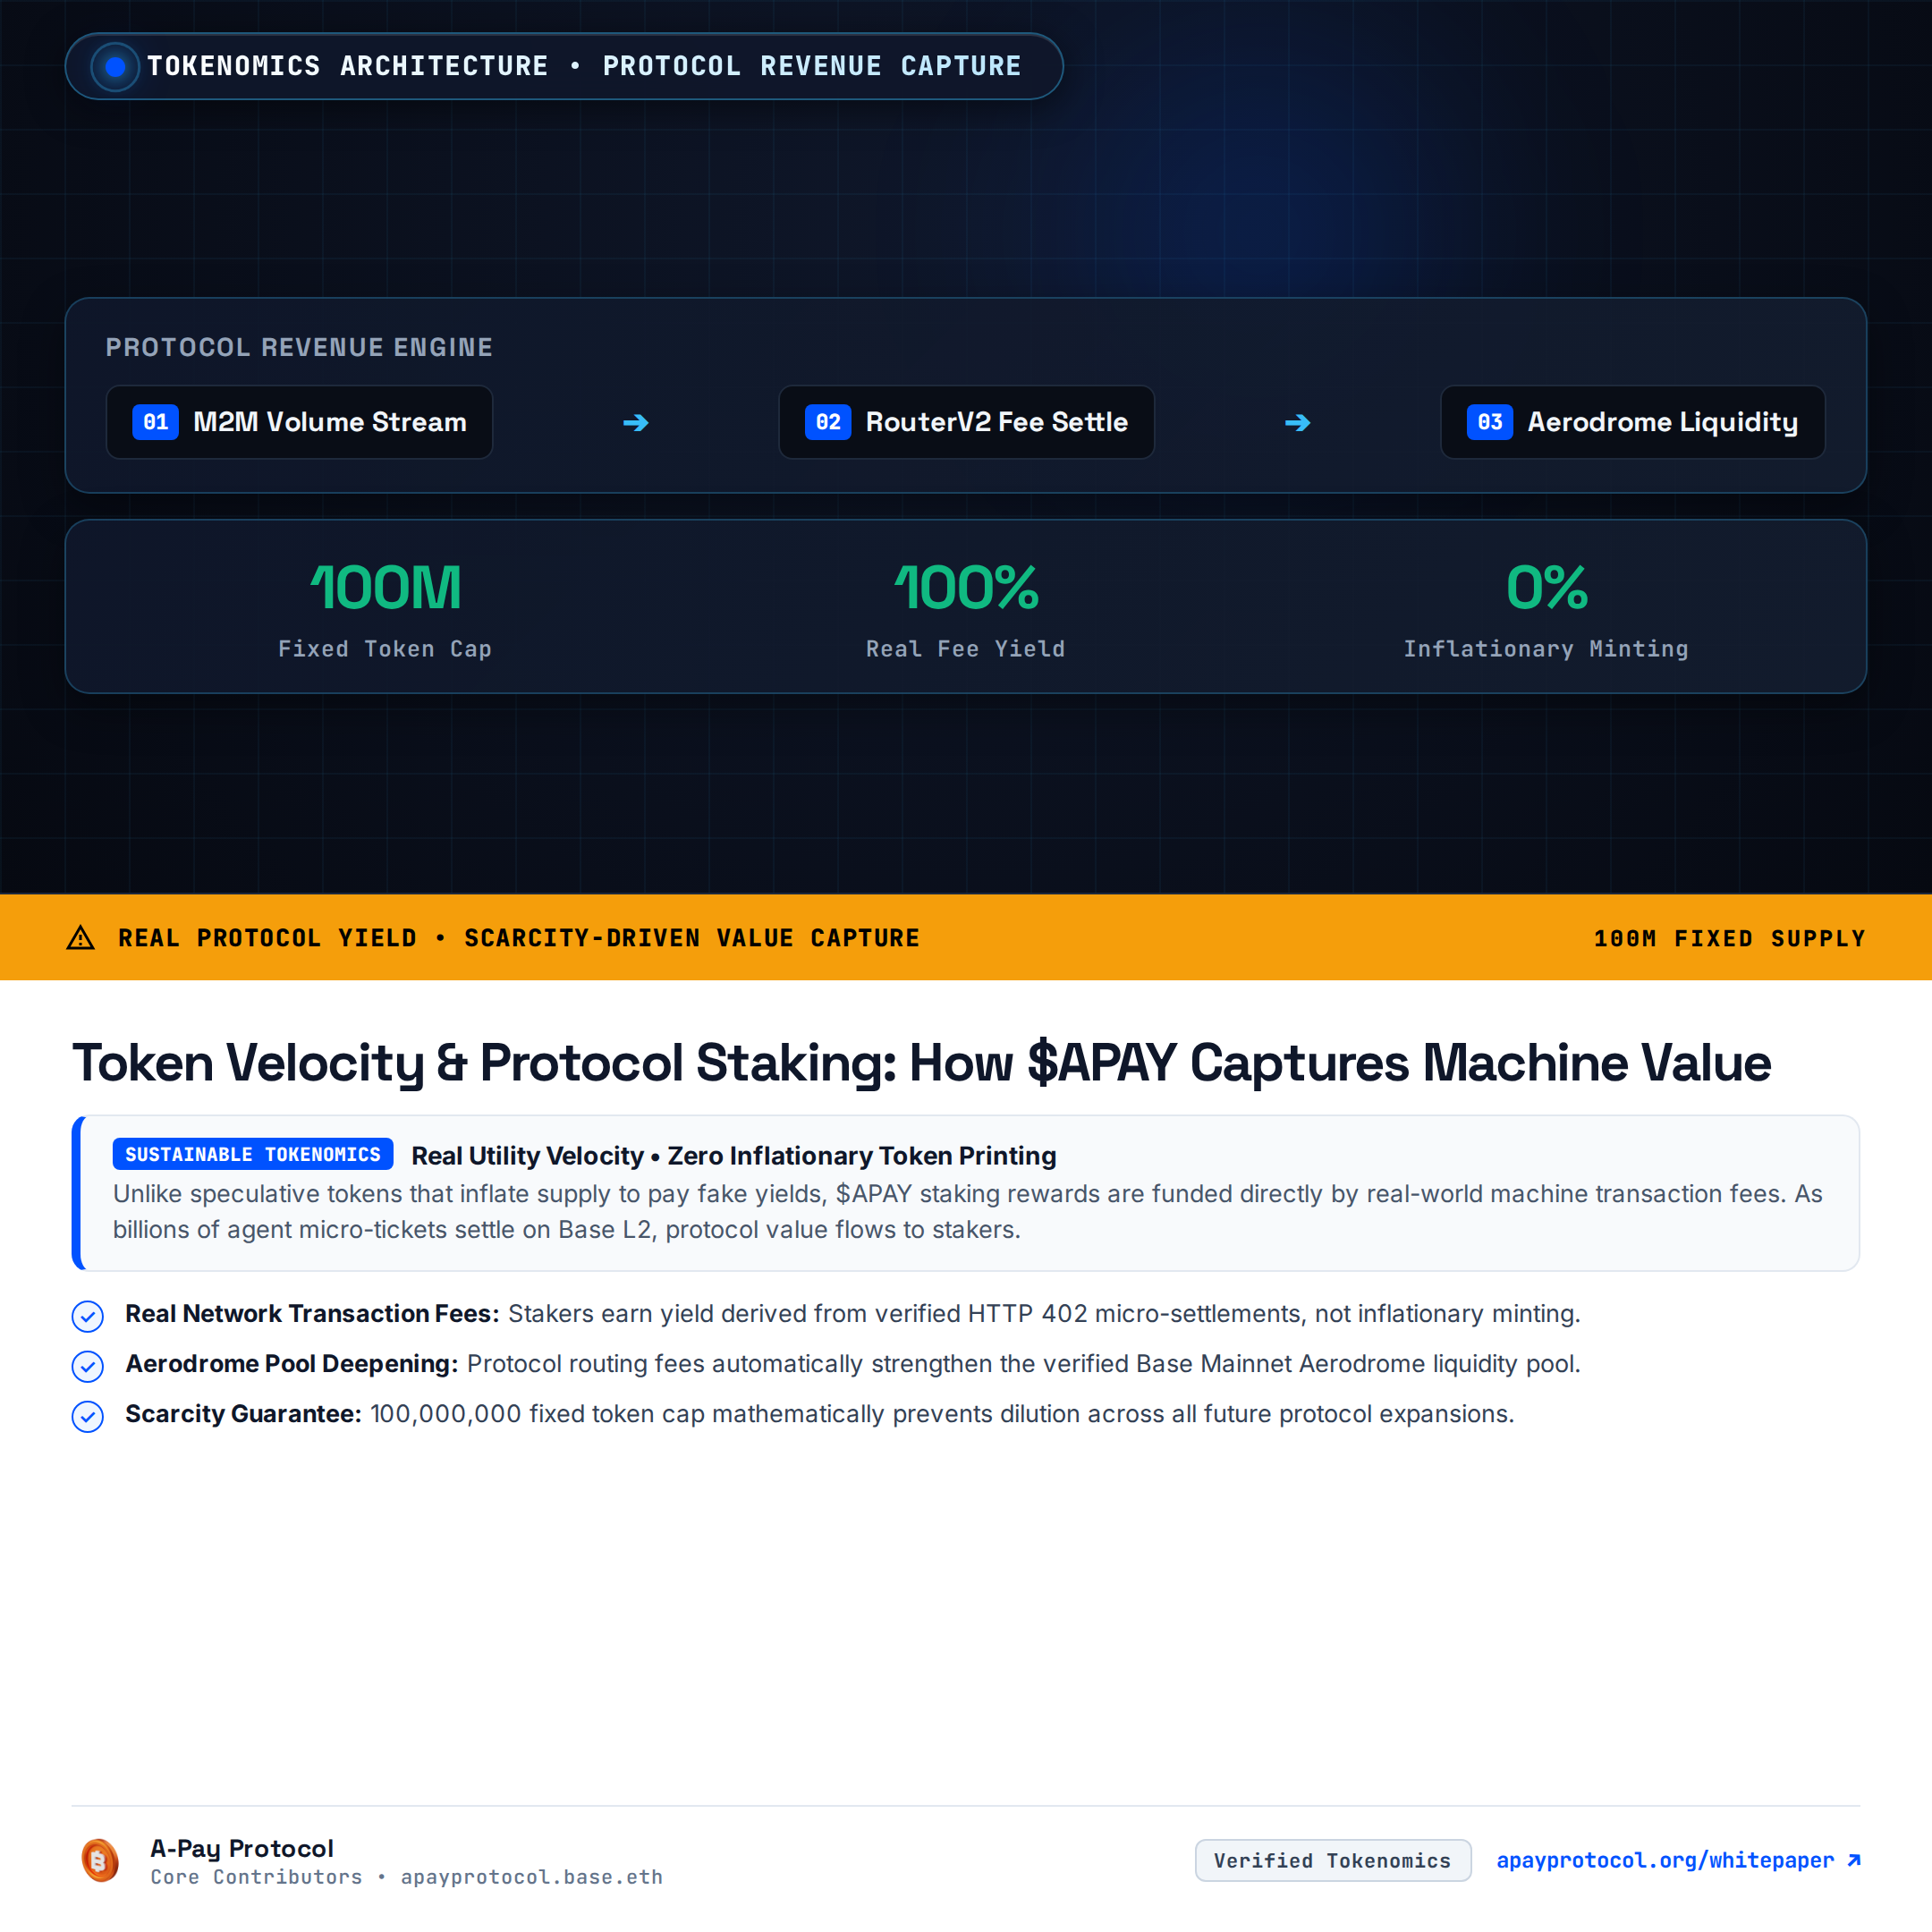 TOKENOMICS ARCHITECTURE • PROTOCOL REVENUE CAPTURE
PROTOCOL REVENUE ENGINE
01 M2M Volume Stream ➔ 02 RouterV2 Fee Settle ➔ 03 Aerodrome Liquidity
100M 100% 0%
Fixed Token Cap Real Fee Yield Inflationary Minting
REAL PROTOCOL YIELD • SCARCITY-DRIVEN VALUE CAPTURE 100M FIXED SUPPLY
Token Velocity & Protocol Staking: How $APAY Captures Machine Value
SUSTAINABLE TOKENOMICS Real Utility Velocity • Zero Inflationary Token Printing
Unlike speculative tokens that inflate supply to pay fake yields, $APAY staking rewards are funded directly by real-world machine transaction fees. As
billions of agent micro-tickets settle on Base L2, protocol value flows to stakers.
Real Network Transaction Fees: Stakers earn yield derived from verified HTTP 402 micro-settlements, not inflationary minting.
Aerodrome Pool Deepening: Protocol routing fees automatically strengthen the verified Base Mainnet Aerodrome liquidity pool.
Scarcity Guarantee: 100,000,000 fixed token cap mathematically prevents dilution across all future protocol expansions.
A-Pay Protocol
Core Contributors • apayprotocol.base.eth
Verified Tokenomics apayprotocol.org/whitepaper ↗